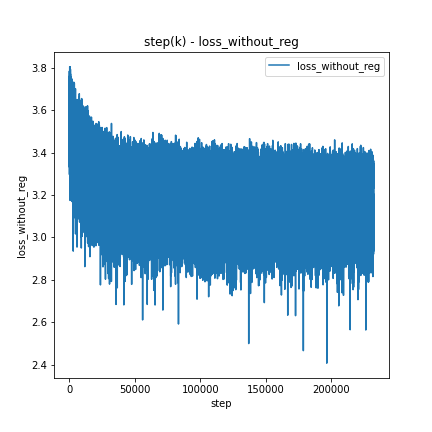 step(k) - loss_without_reg
loss_without_reg
3.8
3.6
3.4
3.2
3.0
2.8
2.6
2.4
loss_without_reg
0 50000 100000 150000 200000
step